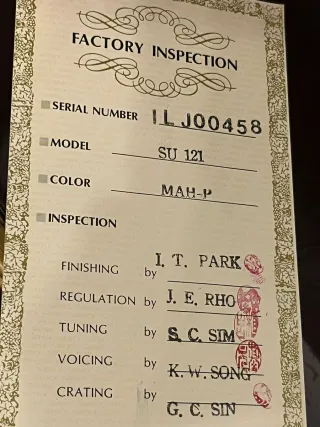 FACTORY INSPECTION
SERIAL NUMBER ILJ00458
MODEL SU 121
COLOR MAH-P
INSPECTION
FINISHING by I. T. PARK
REGULATION by J. E. RHO
TUNING by S. C. SIM
VOICING by K. W. SONG
CRATING by G. C. SIN